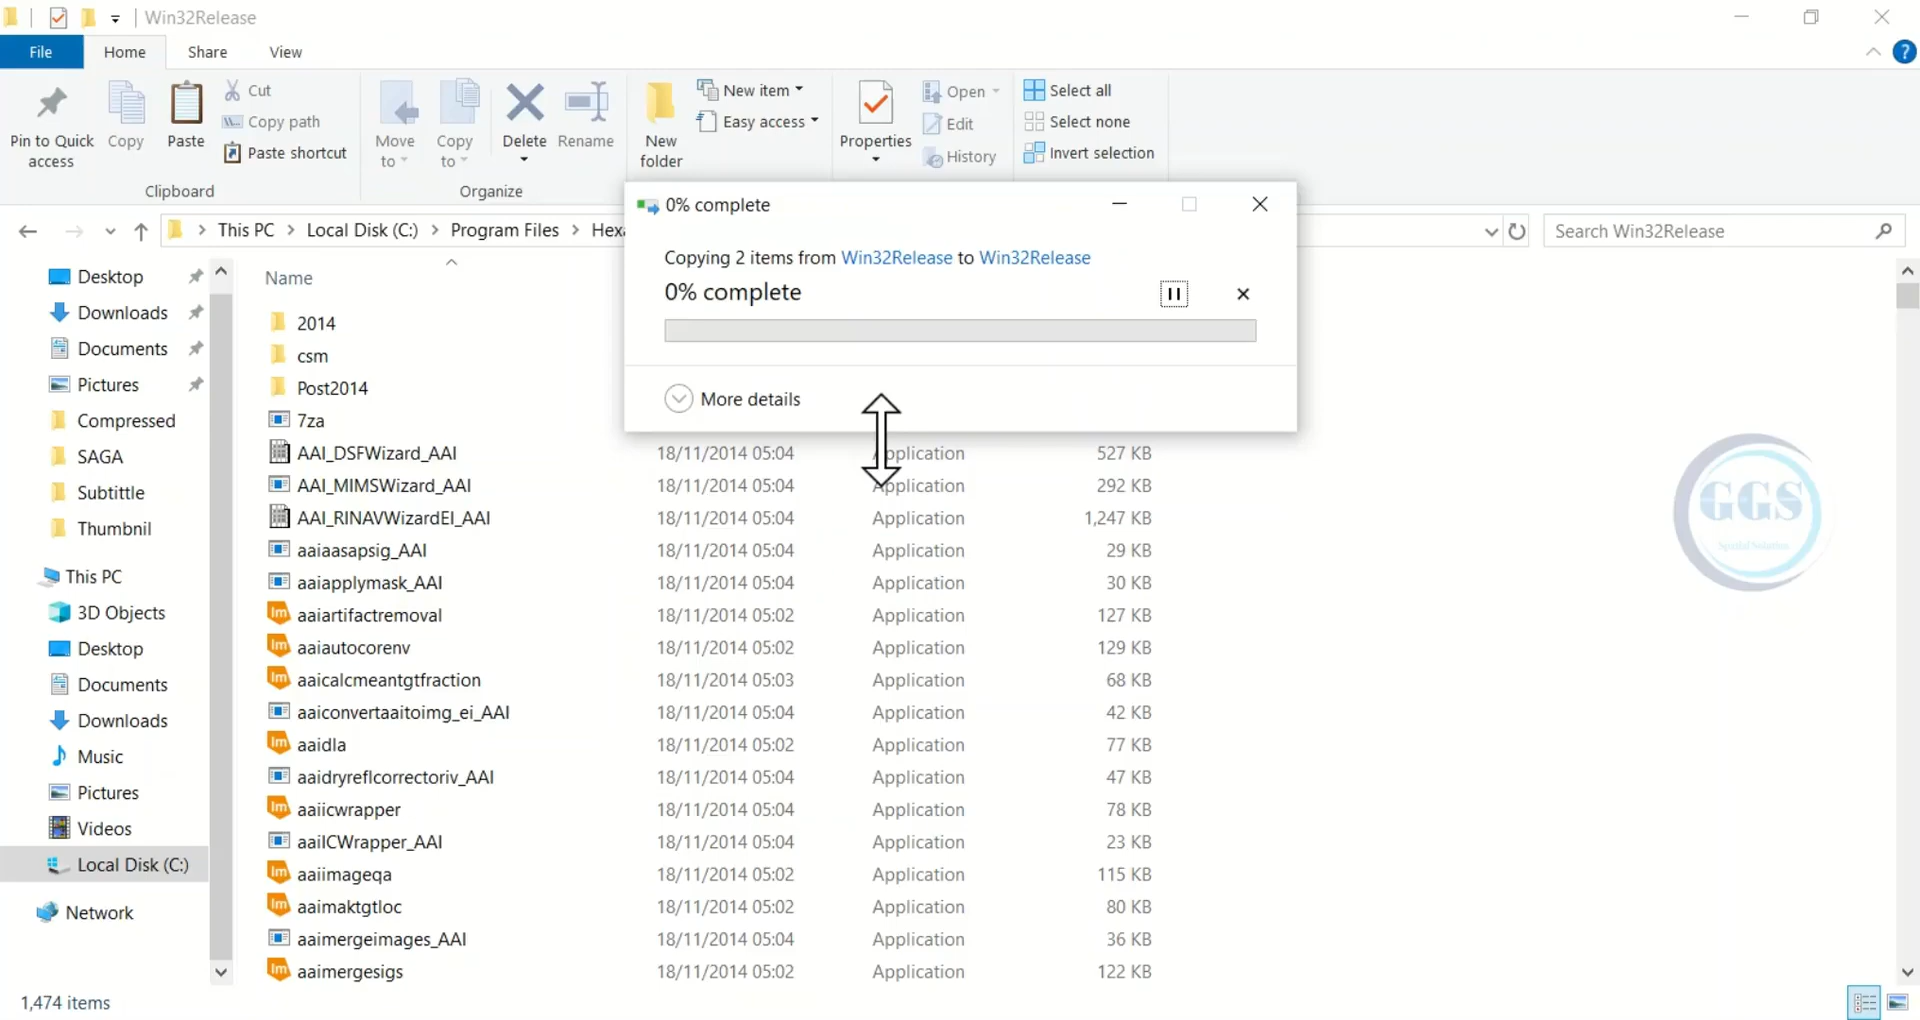 Win32Release
File Home Share View
Pin to Quick access
Copy
Paste
Cut
Copy path
Paste shortcut
Clipboard
Move to
Copy to
Delete
Rename
Organize
New folder
New item
Easy access
Properties
Open
Edit
History
Select all
Select none
Invert selection
This PC > Local Disk (C:) > Program Files > Hexa
Search Win32Release
0% complete
Copying 2 items from Win32Release to Win32Release
0% complete
More details
Desktop
Downloads
Documents
Pictures
Compressed
SAGA
Subtittle
Thumbnil
This PC
3D Objects
Desktop
Documents
Downloads
Music
Pictures
Videos
Local Disk (C:)
Network
Name
2014
csm
Post2014
7za
AAI_DSFWizard_AAI 18/11/2014 05:04 Application 527 KB
AAI_MIMSWizard_AAI 18/11/2014 05:04 Application 292 KB
AAI_RINAVWizardEI_AAI 18/11/2014 05:04 Application 1,247 KB
aaiaasapsig_AAI 18/11/2014 05:04 Application 29 KB
aaiapplymask_AAI 18/11/2014 05:04 Application 30 KB
aaiartifactremoval 18/11/2014 05:02 Application 127 KB
aaiautocorenv 18/11/2014 05:02 Application 129 KB
aaicalcmeantgtfraction 18/11/2014 05:03 Application 68 KB
aaiconvertaaitoimg_ei_AAI 18/11/2014 05:04 Application 42 KB
aaidla 18/11/2014 05:02 Application 77 KB
aaidryreflcorrectoriv_AAI 18/11/2014 05:04 Application 47 KB
aaiicwrapper 18/11/2014 05:04 Application 78 KB
aaiICWrapper_AAI 18/11/2014 05:04 Application 23 KB
aaiimageqa 18/11/2014 05:02 Application 115 KB
aaimaktgtloc 18/11/2014 05:02 Application 80 KB
aaimergeimages_AAI 18/11/2014 05:04 Application 36 KB
aaimergesigs 18/11/2014 05:02 Application 122 KB
GGS
Spatial Solution
1,474 items